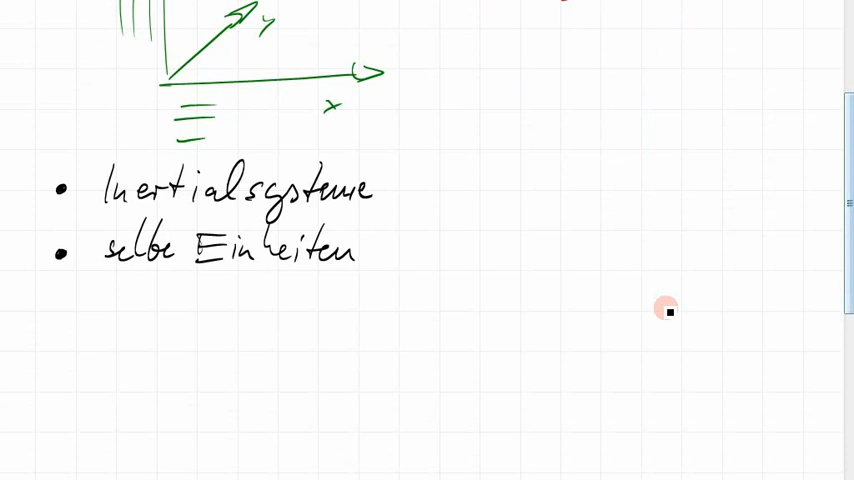 y
x
• Inertialsysteme
• selbe Einheiten